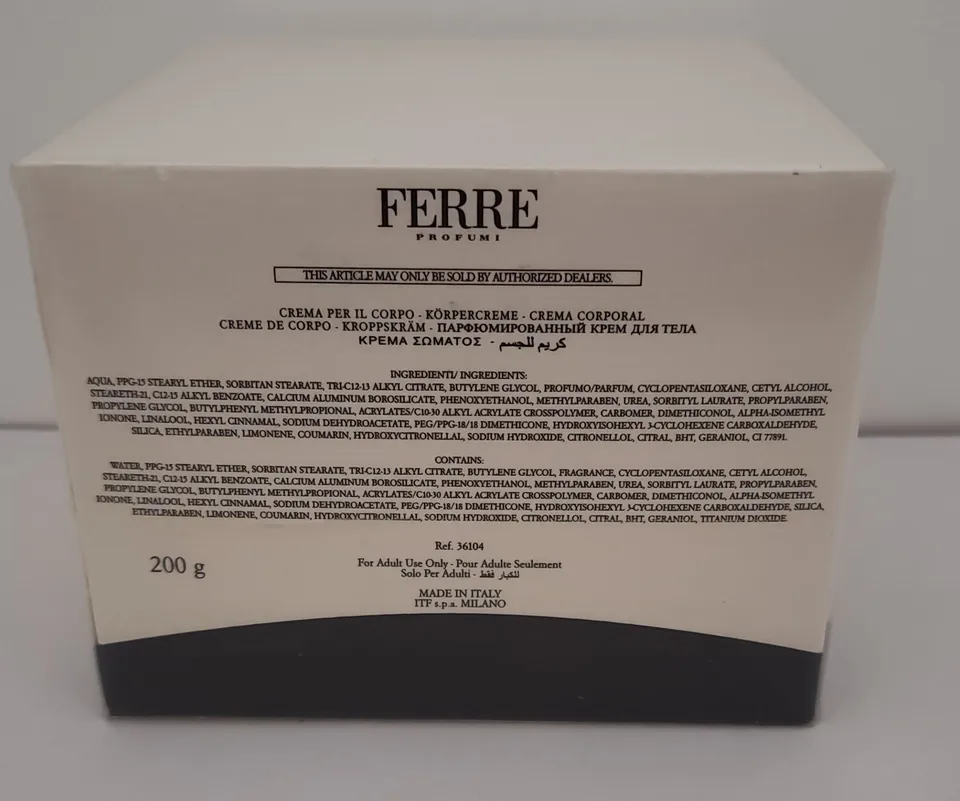 FERRE
PROFUMI
THIS ARTICLE MAY ONLY BE SOLD BY AUTHORIZED DEALERS.
CREMA PER IL CORPO - KÖRPERCREME - CREMA CORPORAL
CREME DE CORPO - KROPPSKRÄM - ПАРФЮМИРОВАННЫЙ КРЕМ ДЛЯ ТЕЛА
ΚΡΕΜΑ ΣΩΜΑΤΟΣ - كريم للجسم
INGREDIENTI/ INGREDIENTS:
AQUA, PPG-15 STEARYL ETHER, SORBITAN STEARATE, TRI-C12-13 ALKYL CITRATE, BUTYLENE GLYCOL, PROFUMO/PARFUM, CYCLOPENTASILOXANE, CETYL ALCOHOL,
STEARETH-21, C12-15 ALKYL BENZOATE, CALCIUM ALUMINUM BOROSILICATE, PHENOXYETHANOL, METHYLPARABEN, UREA, SORBITYL LAURATE, PROPYLPARABEN,
PROPYLENE GLYCOL, BUTYLPHENYL METHYLPROPIONAL, ACRYLATES/C10-30 ALKYL ACRYLATE CROSSPOLYMER, CARBOMER, DIMETHICONOL, ALPHA-ISOMETHYL
IONONE, LINALOOL, HEXYL CINNAMAL, SODIUM DEHYDROACETATE, PEG/PPG-18/18 DIMETHICONE, HYDROXYISOHEXYL 3-CYCLOHEXENE CARBOXALDEHYDE,
SILICA, ETHYLPARABEN, LIMONENE, COUMARIN, HYDROXYCITRONELLAL, SODIUM HYDROXIDE, CITRONELLOL, CITRAL, BHT, GERANIOL, CI 77891.
CONTAINS:
WATER, PPG-15 STEARYL ETHER, SORBITAN STEARATE, TRI-C12-13 ALKYL CITRATE, BUTYLENE GLYCOL, FRAGRANCE, CYCLOPENTASILOXANE, CETYL ALCOHOL,
STEARETH-21, C12-15 ALKYL BENZOATE, CALCIUM ALUMINUM BOROSILICATE, PHENOXYETHANOL, METHYLPARABEN, UREA, SORBITYL LAURATE, PROPYLPARABEN,
PROPYLENE GLYCOL, BUTYLPHENYL METHYLPROPIONAL, ACRYLATES/C10-30 ALKYL ACRYLATE CROSSPOLYMER, CARBOMER, DIMETHICONOL, ALPHA-ISOMETHYL
IONONE, LINALOOL, HEXYL CINNAMAL, SODIUM DEHYDROACETATE, PEG/PPG-18/18 DIMETHICONE, HYDROXYISOHEXYL 3-CYCLOHEXENE CARBOXALDEHYDE, SILICA,
ETHYLPARABEN, LIMONENE, COUMARIN, HYDROXYCITRONELLAL, SODIUM HYDROXIDE, CITRONELLOL, CITRAL, BHT, GERANIOL, TITANIUM DIOXIDE.
Ref. 36104
200 g
For Adult Use Only - Pour Adulte Seulement
Solo Per Adulti - للكبار فقط
MADE IN ITALY
ITF s.p.a. MILANO